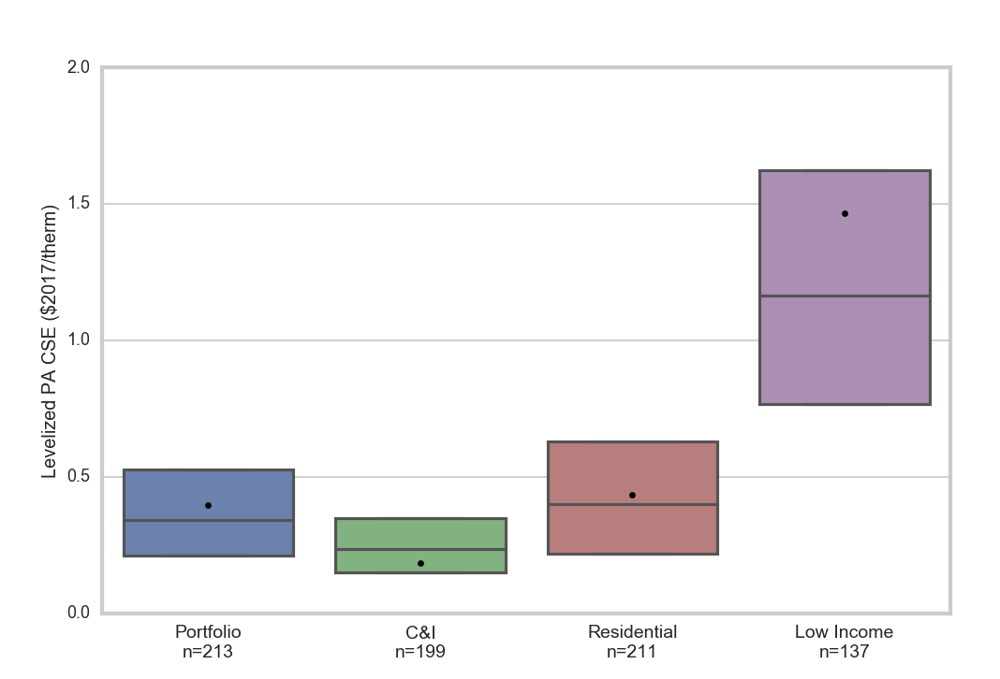 2.0
1.5
1.0
0.5
0.0
Levelized PA CSE ($2017/therm)
Portfolio
n=213
C&I
n=199
Residential
n=211
Low Income
n=137